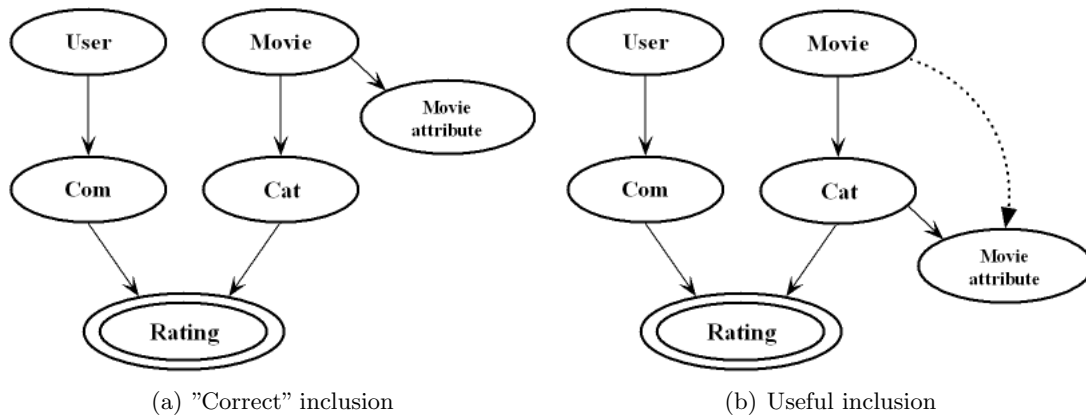 User
Movie
Movie
attribute
Com
Cat
Rating
(a) ”Correct” inclusion
User
Movie
Com
Cat
Movie
attribute
Rating
(b) Useful inclusion